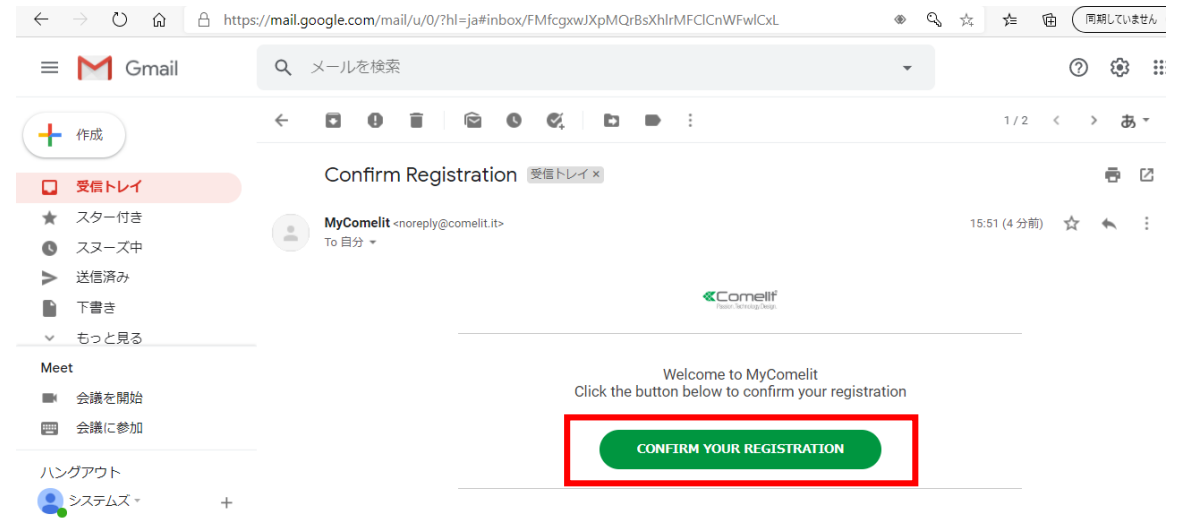 https://mail.google.com/mail/u/0/?hl=ja#inbox/FMfcgxwJXpMQrBsXhlrMFClCnWFwlCxL
同期していません
Gmail
メールを検索
作成
1 / 2
あ
Confirm Registration 受信トレイ ×
受信トレイ
スター付き
MyComelit <noreply@comelit.it>
15:51 (4 分前)
To 自分
スヌーズ中
送信済み
下書き
もっと見る
Comelit
Passion. Technology. Design.
Meet
会議を開始
会議に参加
Welcome to MyComelit
Click the button below to confirm your registration
CONFIRM YOUR REGISTRATION
ハングアウト
システムズ